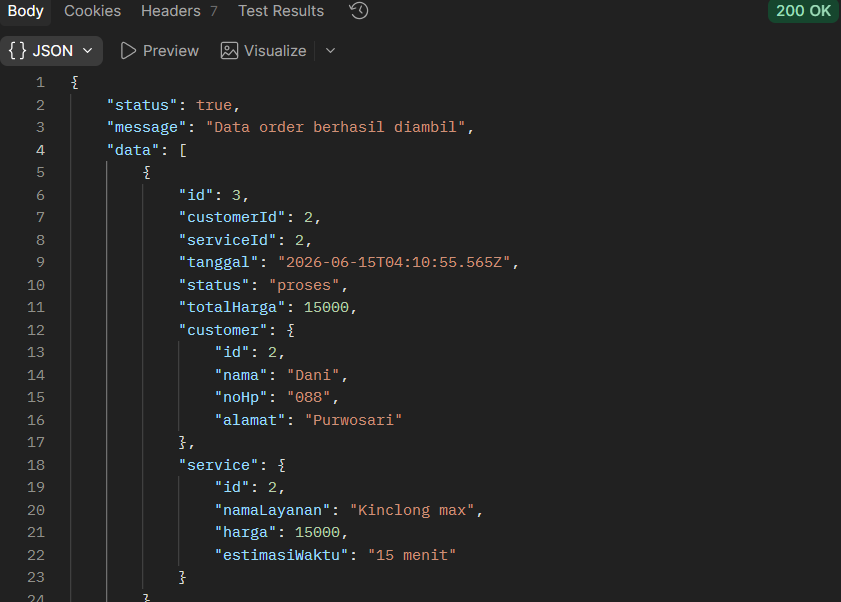 Body Cookies Headers 7 Test Results 200 OK
{} JSON Preview Visualize
1 {
2 "status": true,
3 "message": "Data order berhasil diambil",
4 "data": [
5 {
6 "id": 3,
7 "customerId": 2,
8 "serviceId": 2,
9 "tanggal": "2026-06-15T04:10:55.565Z",
10 "status": "proses",
11 "totalHarga": 15000,
12 "customer": {
13 "id": 2,
14 "nama": "Dani",
15 "noHp": "088",
16 "alamat": "Purwosari"
17 },
18 "service": {
19 "id": 2,
20 "namaLayanan": "Kinclong max",
21 "harga": 15000,
22 "estimasiWaktu": "15 menit"
23 }
24 }